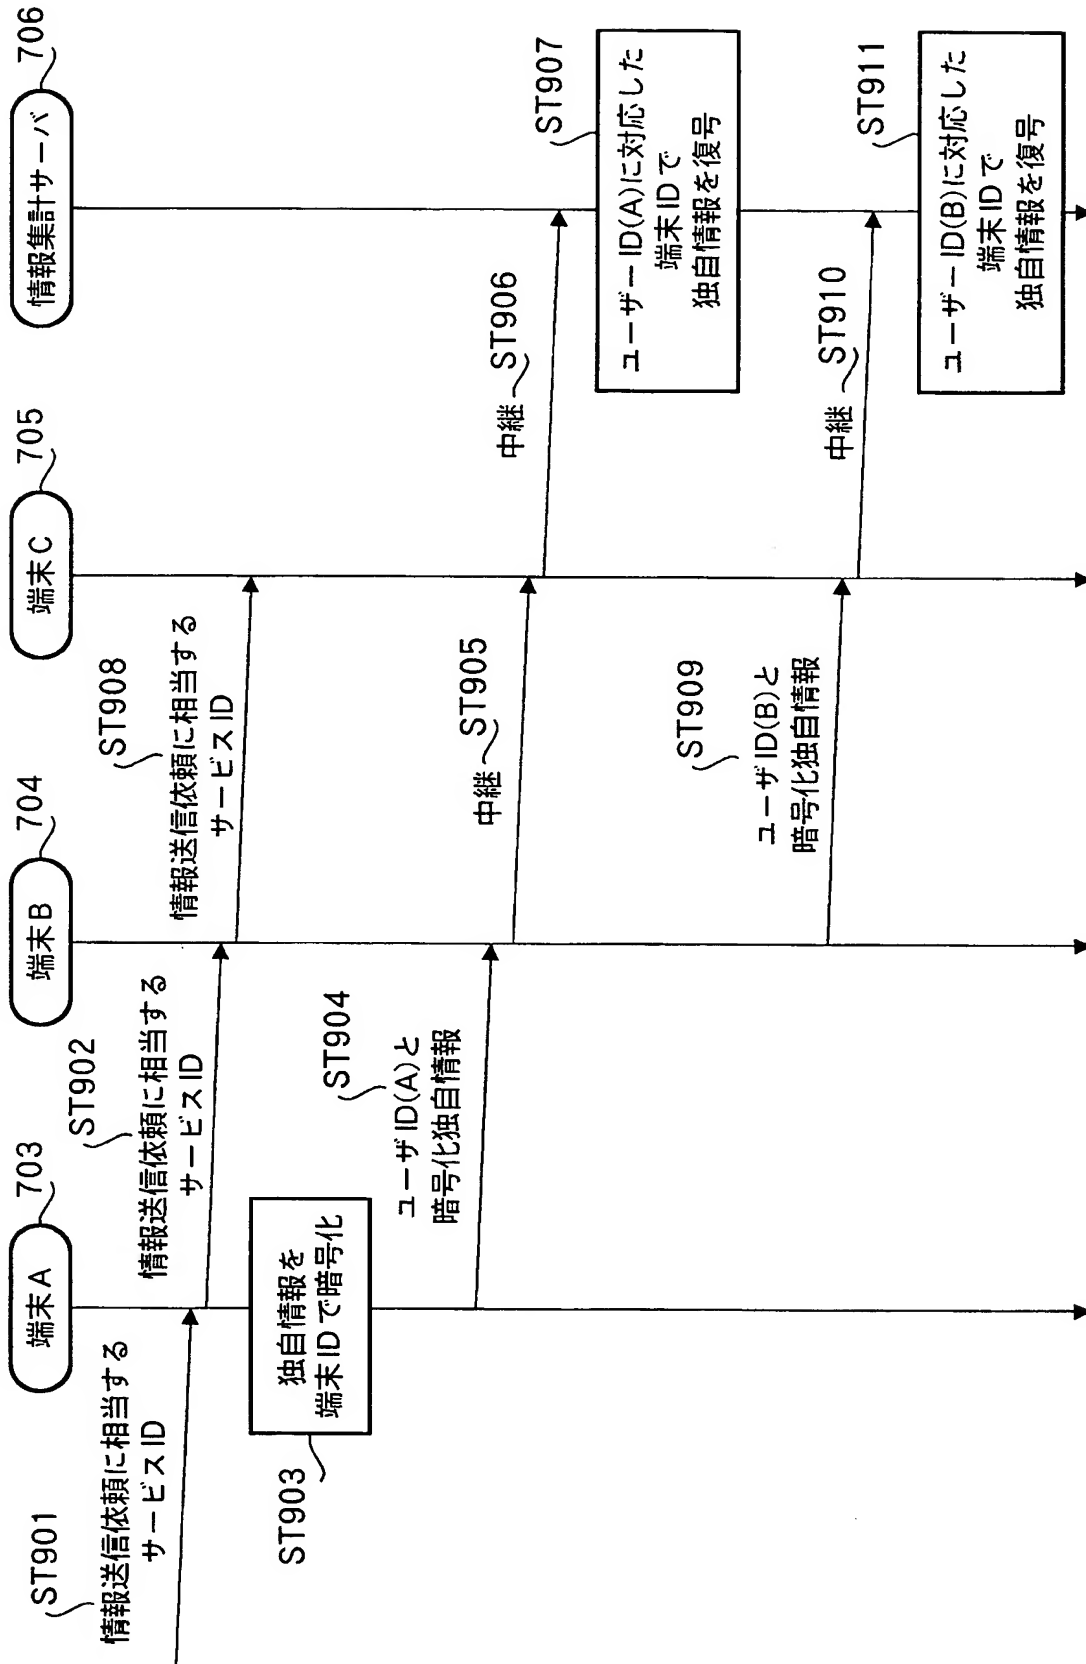 端末A
703
端末B
704
端末C
705
情報集計サーバ
706
ST901
情報送信依頼に相当する
サービスID
ST902
情報送信依頼に相当する
サービスID
ST908
情報送信依頼に相当する
サービスID
ST903
独自情報を
端末IDで暗号化
ST904
ユーザID(A)と
暗号化独自情報
中継
ST905
中継
ST906
ST907
ユーザーID(A)に対応した
端末IDで
独自情報を復号
ST909
ユーザID(B)と
暗号化独自情報
中継
ST910
ST911
ユーザーID(B)に対応した
端末IDで
独自情報を復号